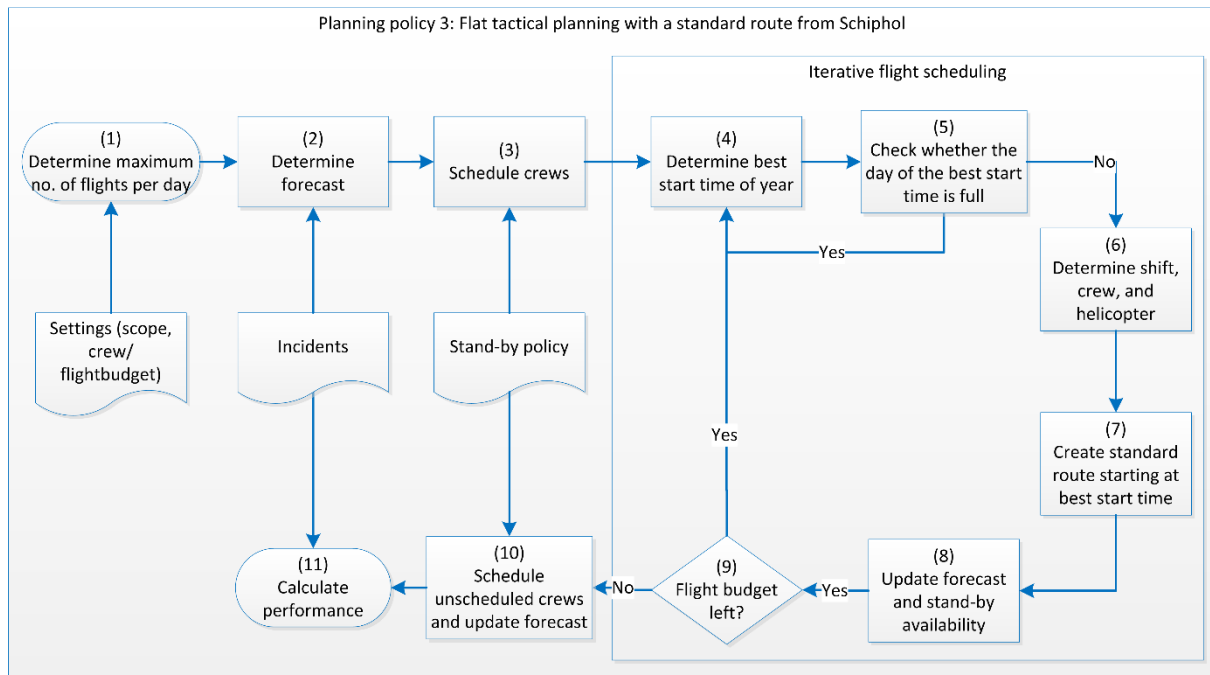 Planning policy 3: Flat tactical planning with a standard route from Schiphol
Iterative flight scheduling
(1)
Determine maximum
no. of flights per day
(2)
Determine
forecast
(3)
Schedule crews
(4)
Determine best
start time of year
(5)
Check whether the
day of the best start
time is full
No
Yes
(6)
Determine shift,
crew, and
helicopter
Settings (scope,
crew/
flightbudget)
Incidents
Stand-by policy
Yes
(7)
Create standard
route starting at
best start time
(8)
Update forecast
and stand-by
availability
Yes
(9)
Flight budget
left?
No
(10)
Schedule
unscheduled crews
and update forecast
(11)
Calculate
performance